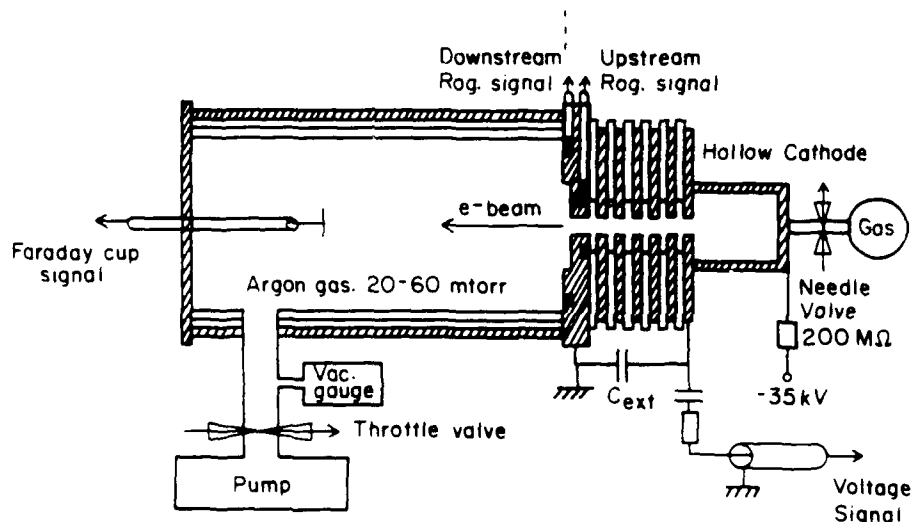 Downstream
Rog. signal
Upstream
Rog. signal
Hollow Cathode
e-beam
Gas
Faraday cup
signal
Argon gas. 20-60 mtorr
Needle
Valve
200 MΩ
Vac.
gauge
Cext
-35kV
Throttle valve
Pump
Voltage
Signal